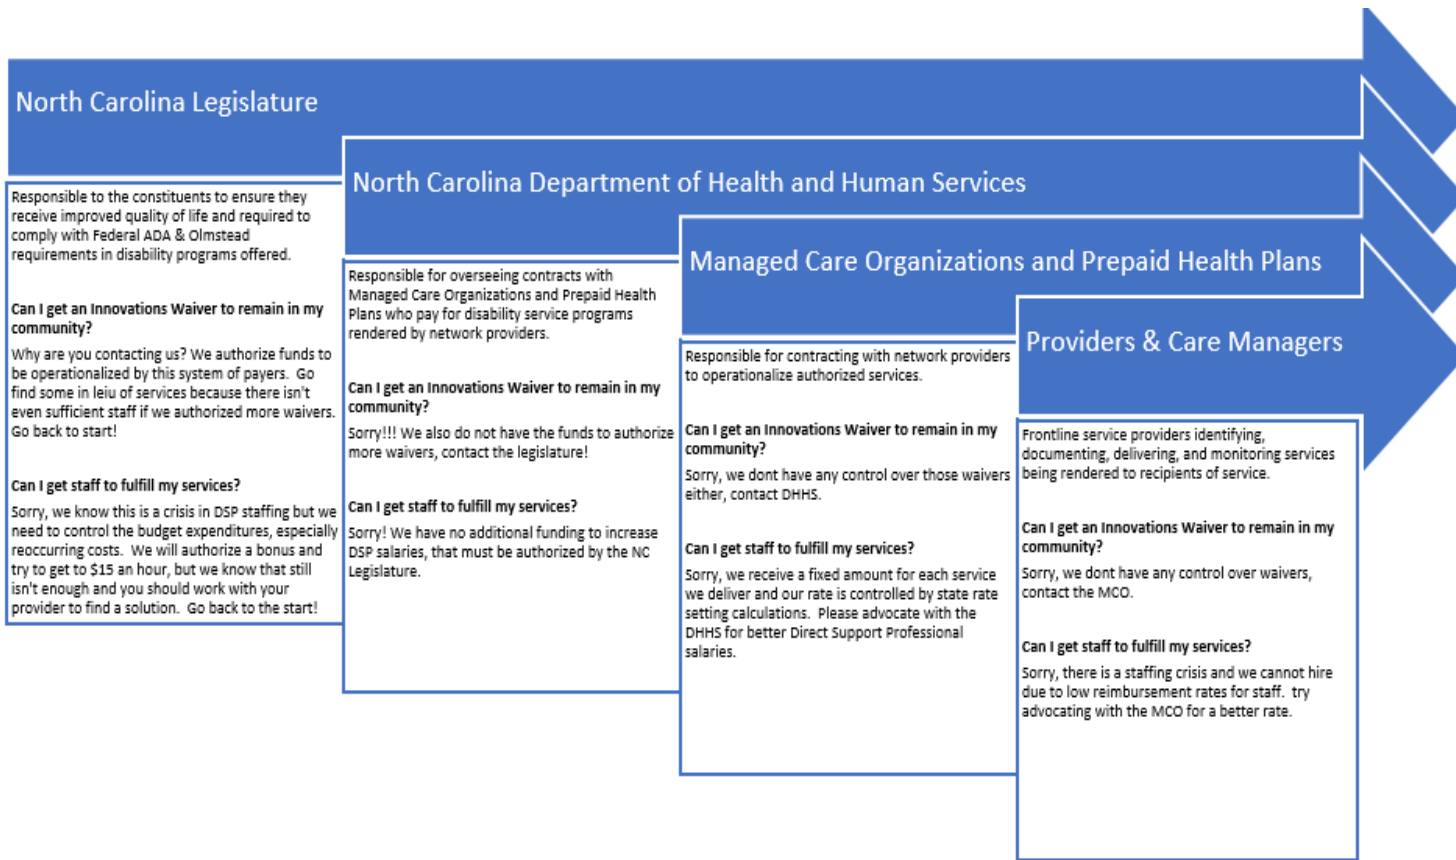 North Carolina Legislature
Responsible to the constituents to ensure they
receive improved quality of life and required to
comply with Federal ADA & Olmstead
requirements in disability programs offered.
Can I get an Innovations Waiver to remain in my
community?
Why are you contacting us? We authorize funds to
be operationalized by this system of payers.  Go
find some in leiu of services because there isn't
even sufficient staff if we authorized more waivers.
Go back to start!
Can I get staff to fulfill my services?
Sorry, we know this is a crisis in DSP staffing but we
need to control the budget expenditures, especially
reoccurring costs.  We will authorize a bonus and
try to get to $15 an hour, but we know that still
isn't enough and you should work with your
provider to find a solution.  Go back to the start!
North Carolina Department of Health and Human Services
Responsible for overseeing contracts with
Managed Care Organizations and Prepaid Health
Plans who pay for disability service programs
rendered by network providers.
Can I get an Innovations Waiver to remain in my
community?
Sorry!!! We also do not have the funds to authorize
more waivers, contact the legislature!
Can I get staff to fulfill my services?
Sorry! We have no additional funding to increase
DSP salaries, that must be authorized by the NC
Legislature.
Managed Care Organizations and Prepaid Health Plans
Responsible for contracting with network providers
to operationalize authorized services.
Can I get an Innovations Waiver to remain in my
community?
Sorry, we dont have any control over those waivers
either, contact DHHS.
Can I get staff to fulfill my services?
Sorry, we receive a fixed amount for each service
we deliver and our rate is controlled by state rate
setting calculations.  Please advocate with the
DHHS for better Direct Support Professional
salaries.
Providers & Care Managers
Frontline service providers identifying,
documenting, delivering, and monitoring services
being rendered to recipients of service.
Can I get an Innovations Waiver to remain in my
community?
Sorry, we dont have any control over waivers,
contact the MCO.
Can I get staff to fulfill my services?
Sorry, there is a staffing crisis and we cannot hire
due to low reimbursement rates for staff.  try
advocating with the MCO for a better rate.